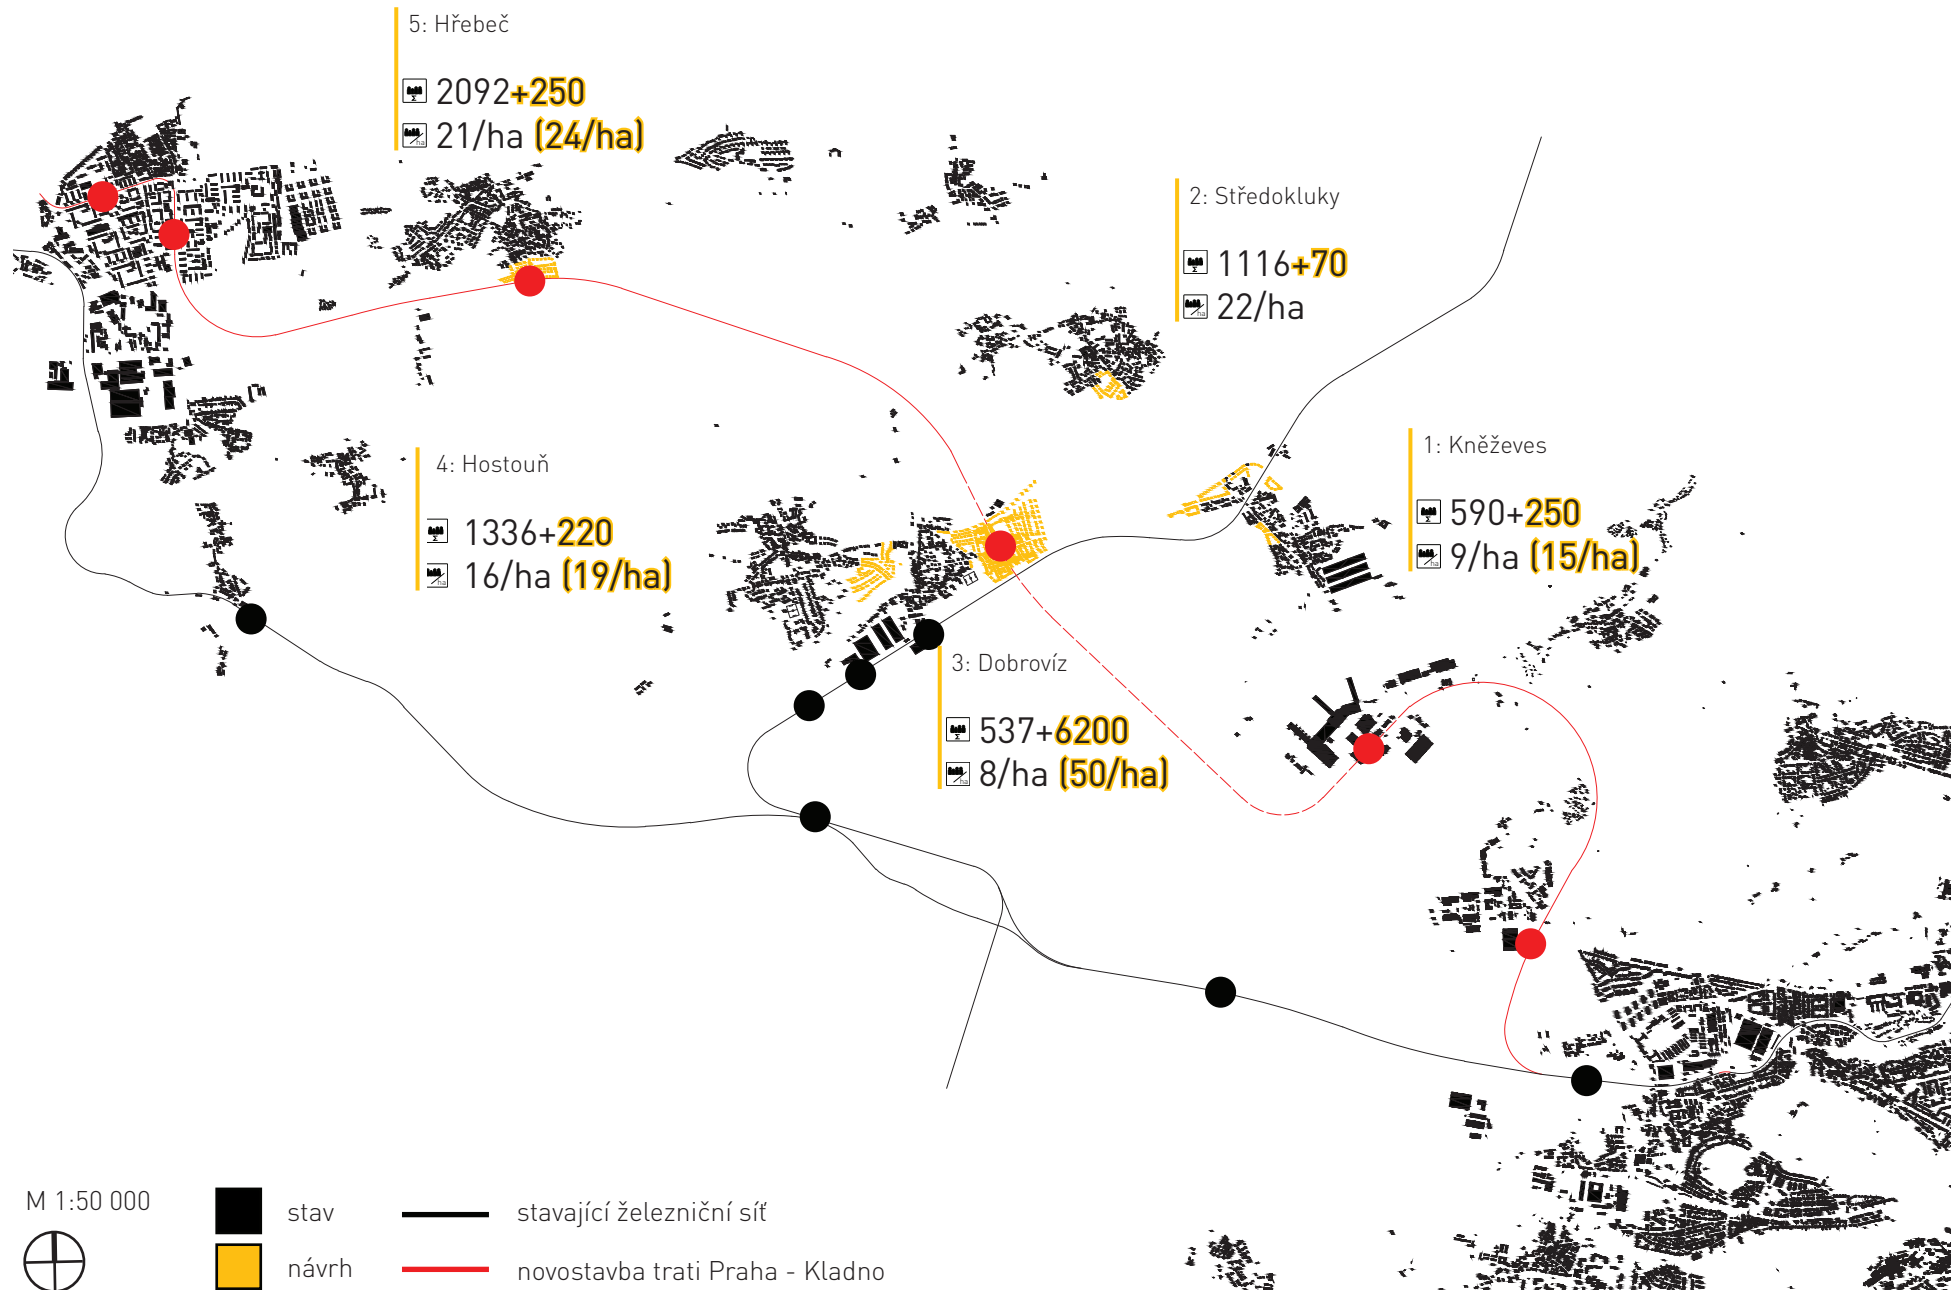 5: Hřebeč
2092+250
21/ha (24/ha)
2: Středokluky
1116+70
22/ha
1: Kněževes
590+250
9/ha (15/ha)
4: Hostouň
1336+220
16/ha (19/ha)
3: Dobrovíz
537+6200
8/ha (50/ha)
M 1:50 000
stav
stavající železniční síť
návrh
novostavba trati Praha - Kladno